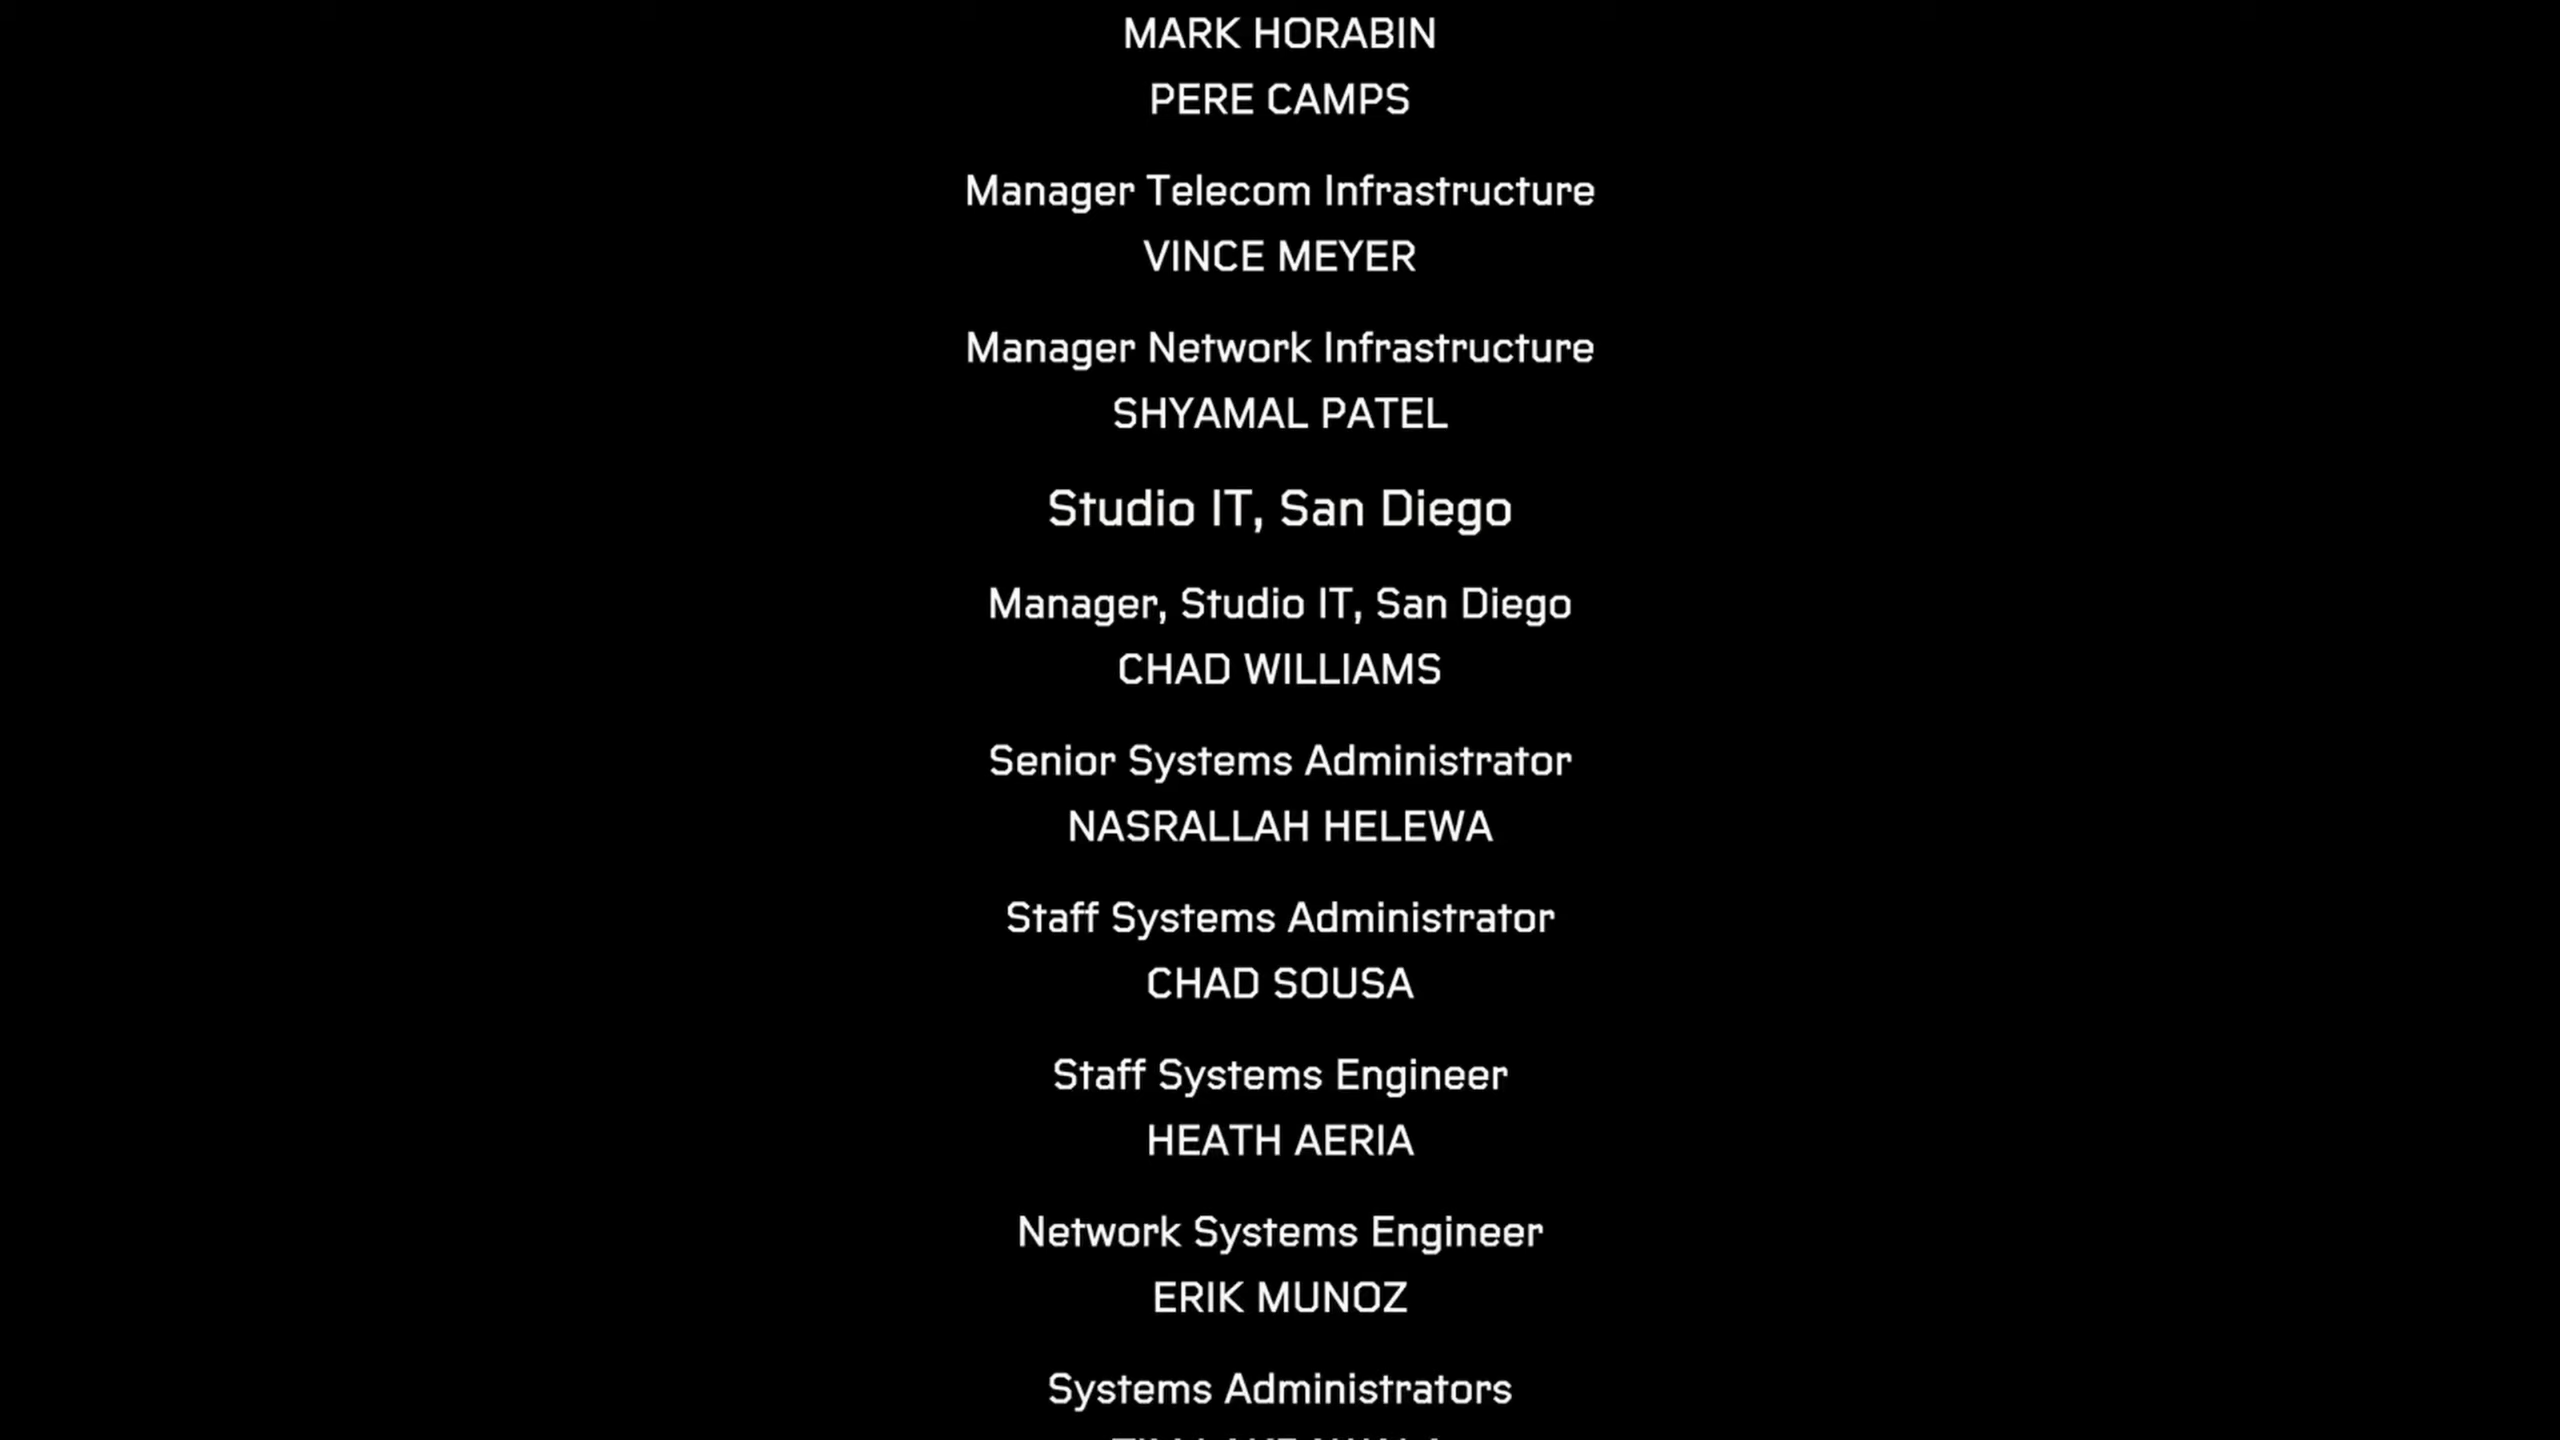 MARK HORABIN
PERE CAMPS
Manager Telecom Infrastructure
VINCE MEYER
Manager Network Infrastructure
SHYAMAL PATEL
Studio IT, San Diego
Manager, Studio IT, San Diego
CHAD WILLIAMS
Senior Systems Administrator
NASRALLAH HELEWA
Staff Systems Administrator
CHAD SOUSA
Staff Systems Engineer
HEATH AERIA
Network Systems Engineer
ERIK MUNOZ
Systems Administrators